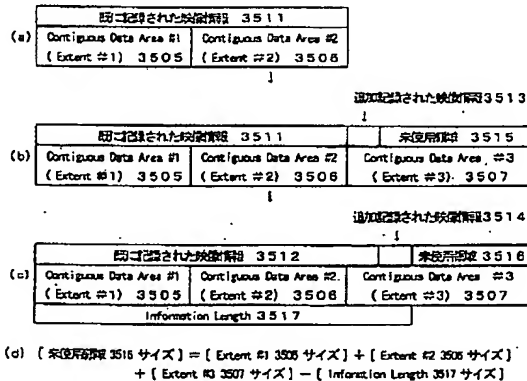 既に記録された映像情報 3511
(a) Contiguous Data Area #1 Contiguous Data Area #2
(Extent #1) 3505 (Extent #2) 3506
追加記録された映像情報3513
既に記録された映像情報 3511 未使用領域 3515
(b) Contiguous Data Area #1 Contiguous Data Area #2 Contiguous Data Area #3
(Extent #1) 3505 (Extent #2) 3506 (Extent #3) 3507
追加記録された映像情報3514
既に記録された映像情報 3512 未使用領域 3516
(c) Contiguous Data Area #1 Contiguous Data Area #2 Contiguous Data Area #3
(Extent #1) 3505 (Extent #2) 3506 (Extent #3) 3507
Information Length 3517
(d) [ 未使用領域 3516 サイズ ] = [ Extent #1 3505 サイズ ] + [ Extent #2 3506 サイズ ]
+ [ Extent #3 3507 サイズ ] − [ Information Length 3517 サイズ ]